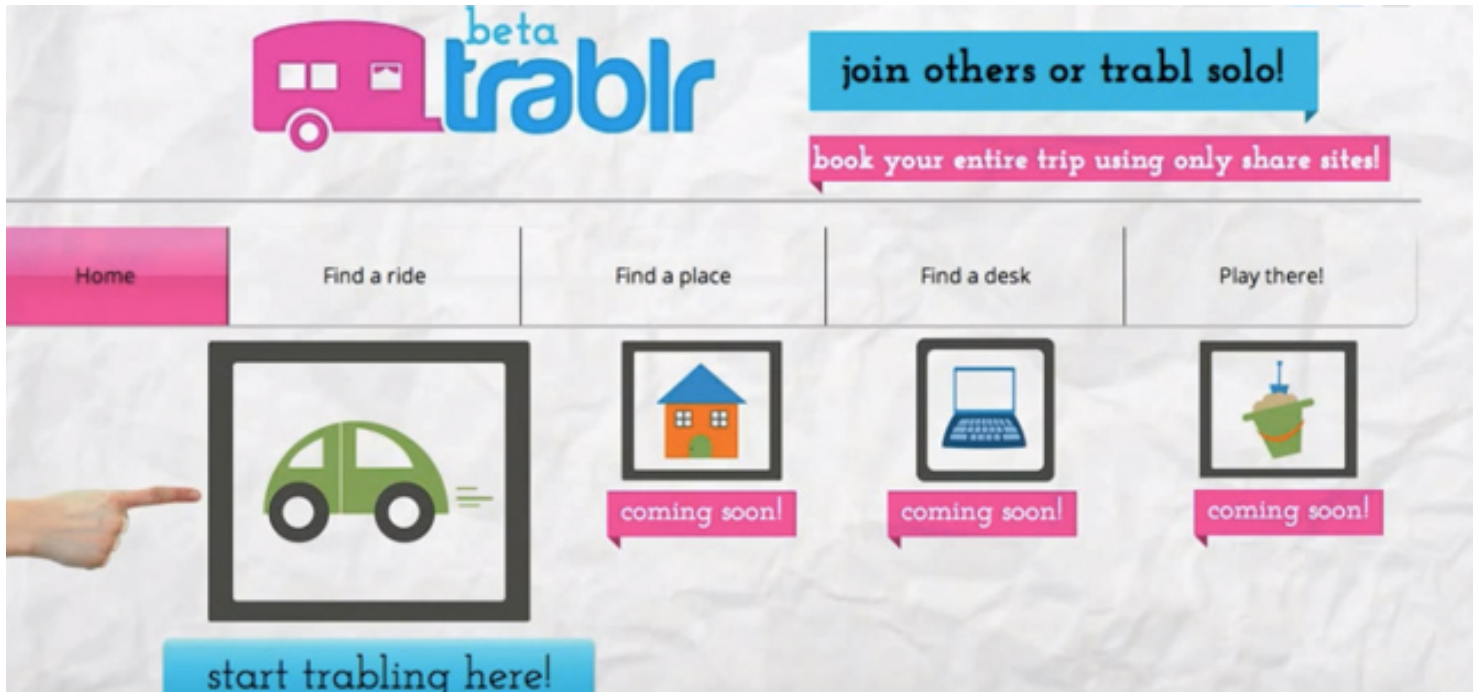 beta
trablr
join others or trabl solo!
book your entire trip using only share sites!
Home
Find a ride
Find a place
Find a desk
Play there!
coming soon!
coming soon!
coming soon!
start trabling here!